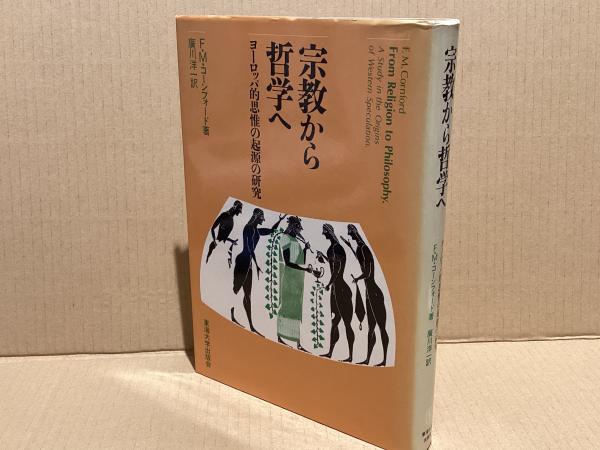 F. M. Cornford
From Religion to Philosophy.
A Study in the Origins
of Western Speculation.
宗教から
哲学へ
ヨーロッパ的思惟の起源の研究
F・M・コーンフォード著
廣川洋一訳
東海大学出版会
宗教から哲学へ
F・M・コーンフォード著
廣川洋一訳